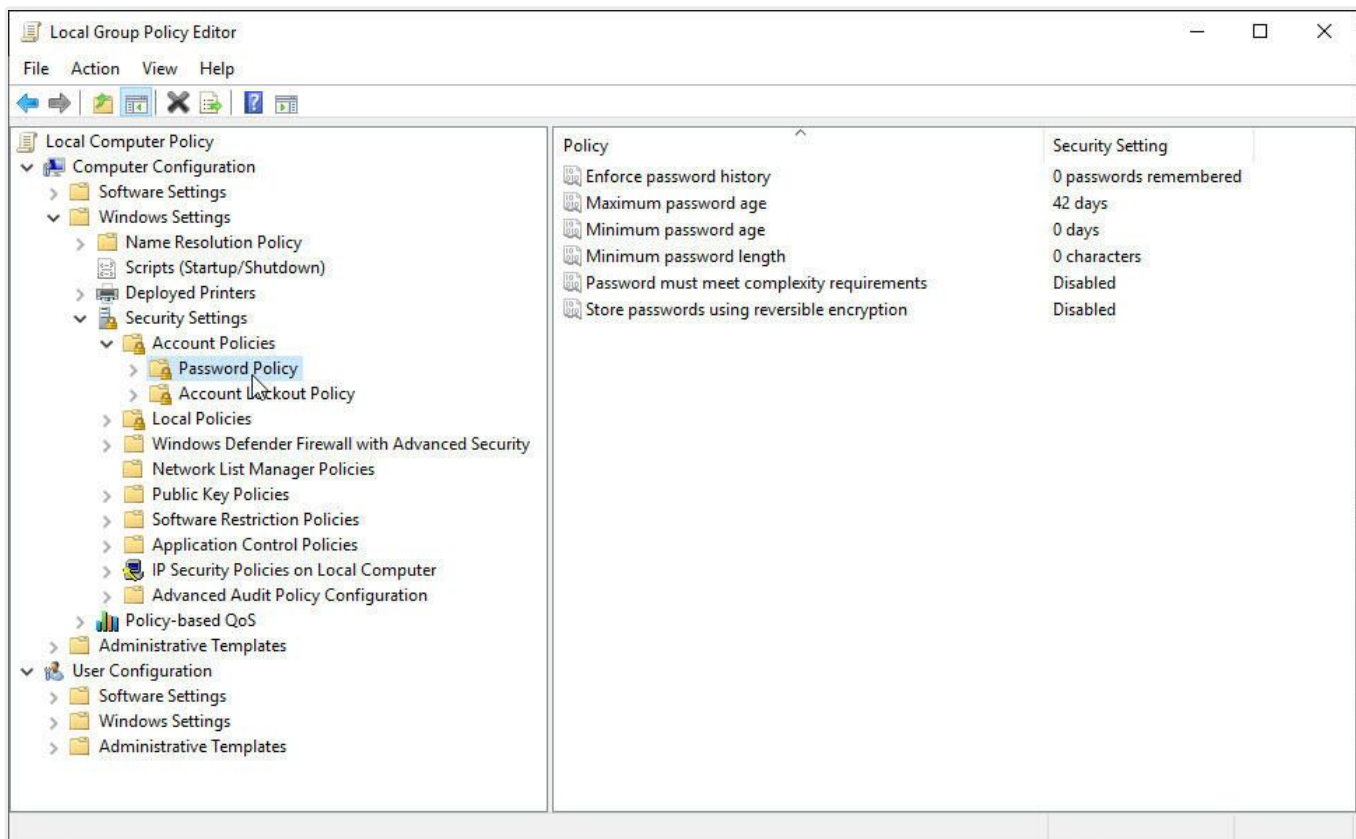 Local Group Policy Editor
File Action View Help
Local Computer Policy
Computer Configuration
Software Settings
Windows Settings
Name Resolution Policy
Scripts (Startup/Shutdown)
Deployed Printers
Security Settings
Account Policies
Password Policy
Account Lockout Policy
Local Policies
Windows Defender Firewall with Advanced Security
Network List Manager Policies
Public Key Policies
Software Restriction Policies
Application Control Policies
IP Security Policies on Local Computer
Advanced Audit Policy Configuration
Policy-based QoS
Administrative Templates
User Configuration
Software Settings
Windows Settings
Administrative Templates
Policy Security Setting
Enforce password history 0 passwords remembered
Maximum password age 42 days
Minimum password age 0 days
Minimum password length 0 characters
Password must meet complexity requirements Disabled
Store passwords using reversible encryption Disabled